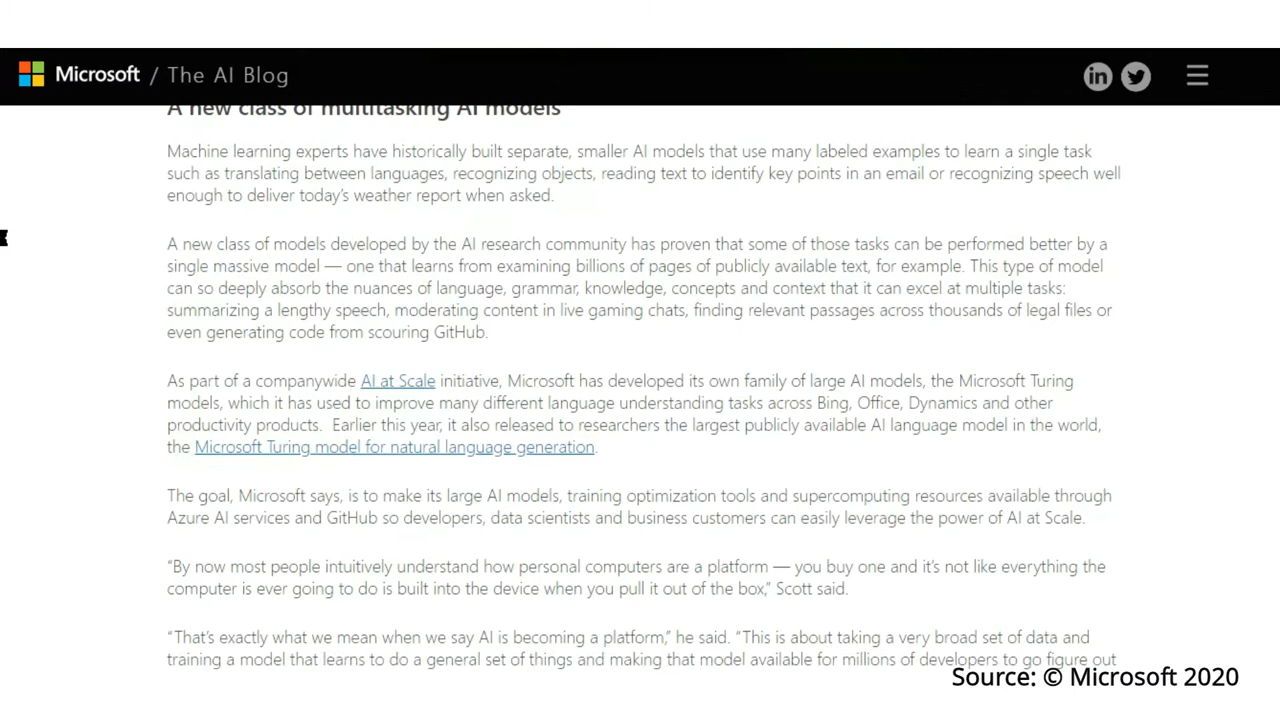 Microsoft / The AI Blog
A new class of multitasking AI models
Machine learning experts have historically built separate, smaller AI models that use many labeled examples to learn a single task
such as translating between languages, recognizing objects, reading text to identify key points in an email or recognizing speech well
enough to deliver today's weather report when asked.
A new class of models developed by the AI research community has proven that some of those tasks can be performed better by a
single massive model — one that learns from examining billions of pages of publicly available text, for example. This type of model
can so deeply absorb the nuances of language, grammar, knowledge, concepts and context that it can excel at multiple tasks:
summarizing a lengthy speech, moderating content in live gaming chats, finding relevant passages across thousands of legal files or
even generating code from scouring GitHub.
As part of a companywide AI at Scale initiative, Microsoft has developed its own family of large AI models, the Microsoft Turing
models, which it has used to improve many different language understanding tasks across Bing, Office, Dynamics and other
productivity products.  Earlier this year, it also released to researchers the largest publicly available AI language model in the world,
the Microsoft Turing model for natural language generation.
The goal, Microsoft says, is to make its large AI models, training optimization tools and supercomputing resources available through
Azure AI services and GitHub so developers, data scientists and business customers can easily leverage the power of AI at Scale.
“By now most people intuitively understand how personal computers are a platform — you buy one and it's not like everything the
computer is ever going to do is built into the device when you pull it out of the box,” Scott said.
“That's exactly what we mean when we say AI is becoming a platform,” he said. “This is about taking a very broad set of data and
training a model that learns to do a general set of things and making that model available for millions of developers to go figure out
Source: © Microsoft 2020